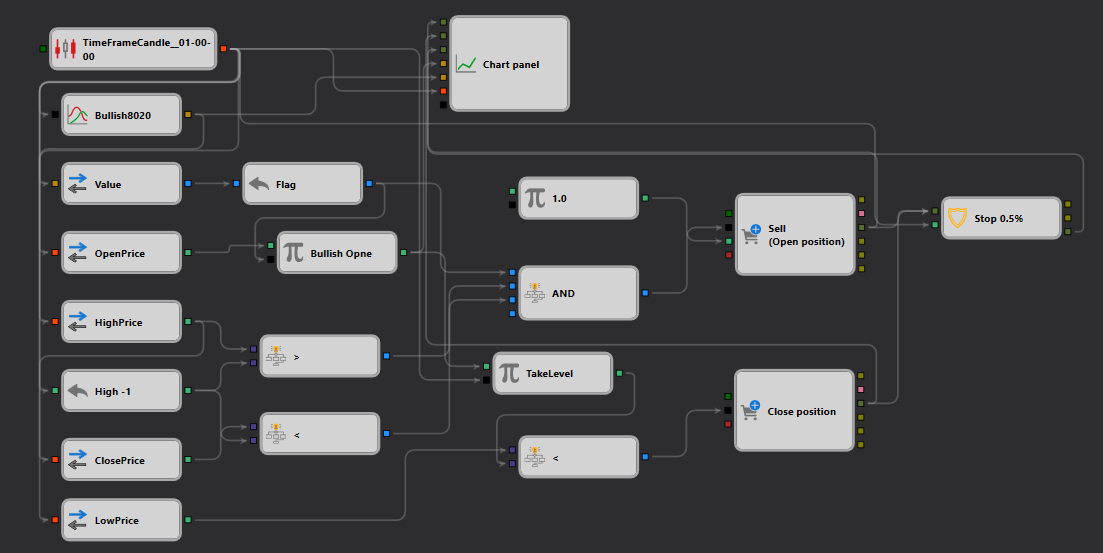 TimeFrameCandle__01-00-
00
Chart panel
Bullish8020
Value
Flag
1.0
Sell
(Open position)
Stop 0.5%
OpenPrice
Bullish Opne
AND
HighPrice
>
TakeLevel
High -1
Close position
<
ClosePrice
<
LowPrice